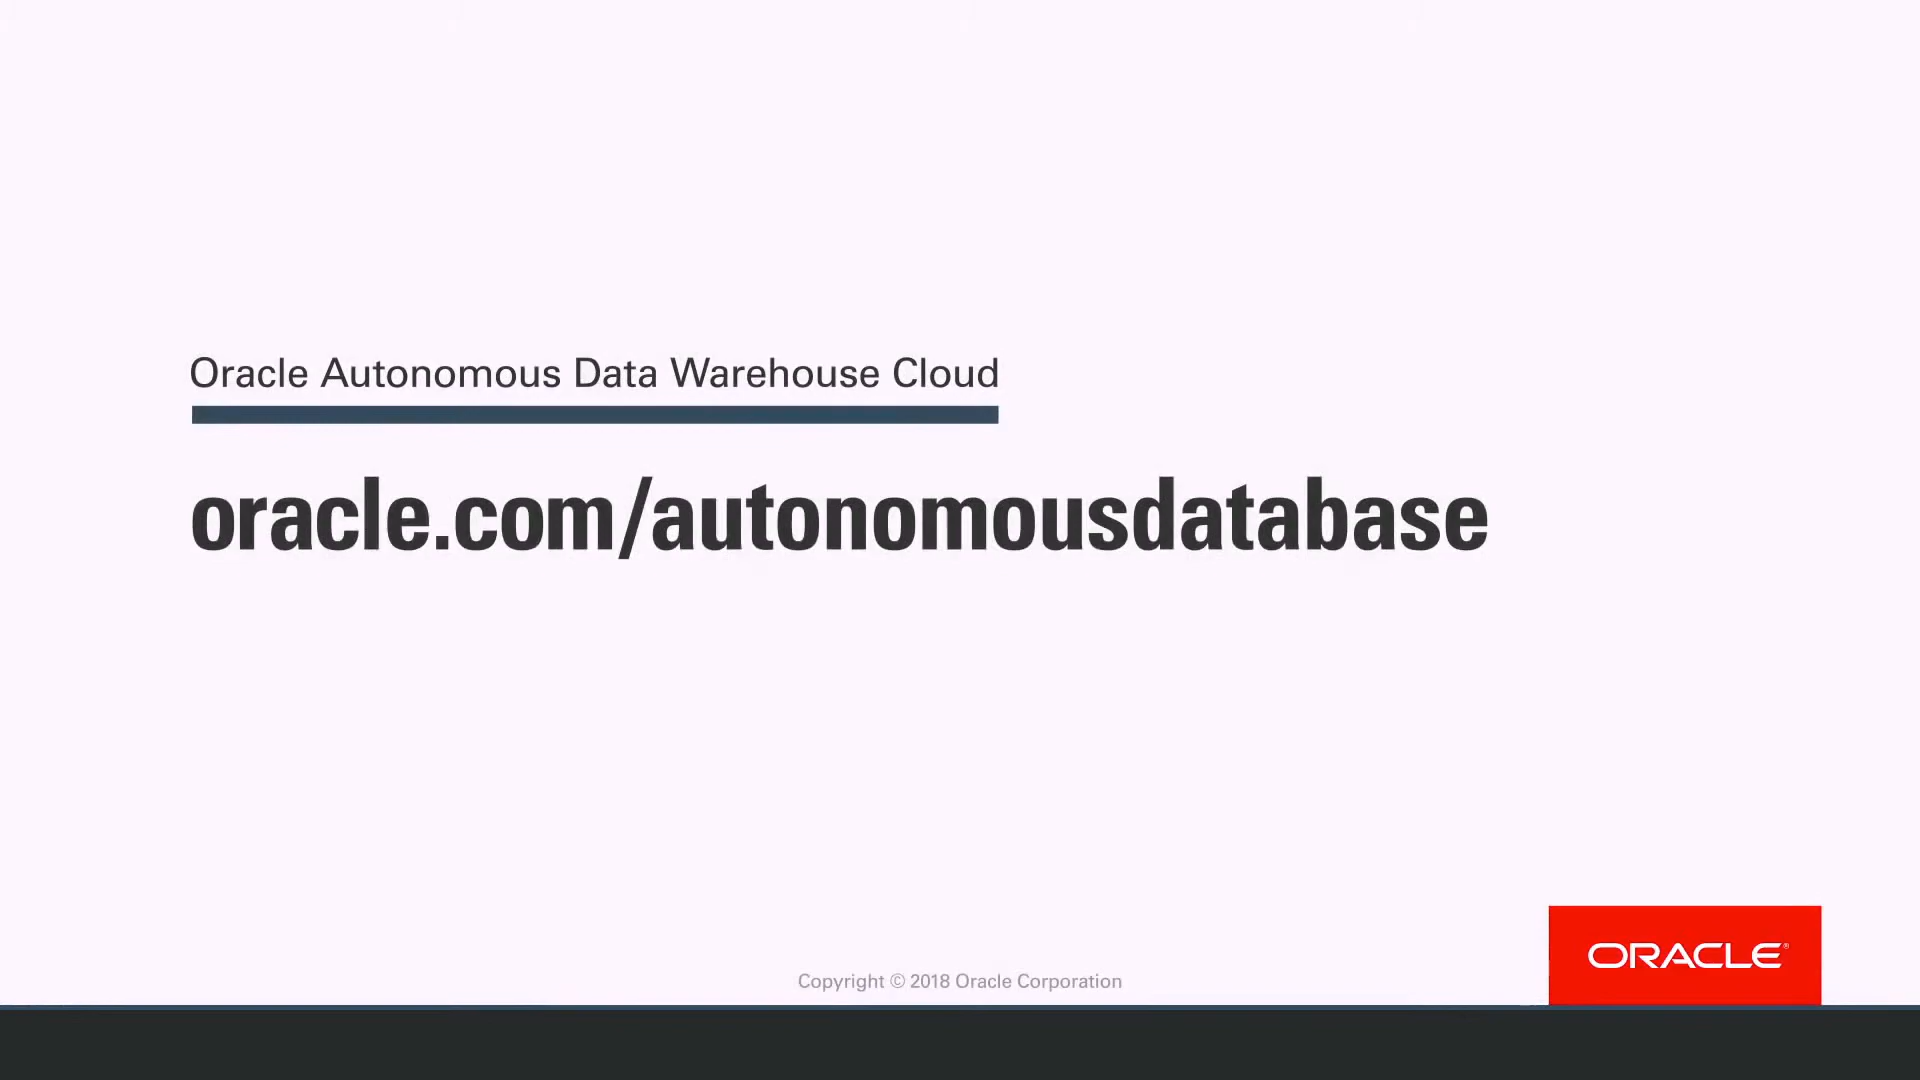 Oracle Autonomous Data Warehouse Cloud
oracle.com/autonomousdatabase
ORACLE®
Copyright © 2018 Oracle Corporation